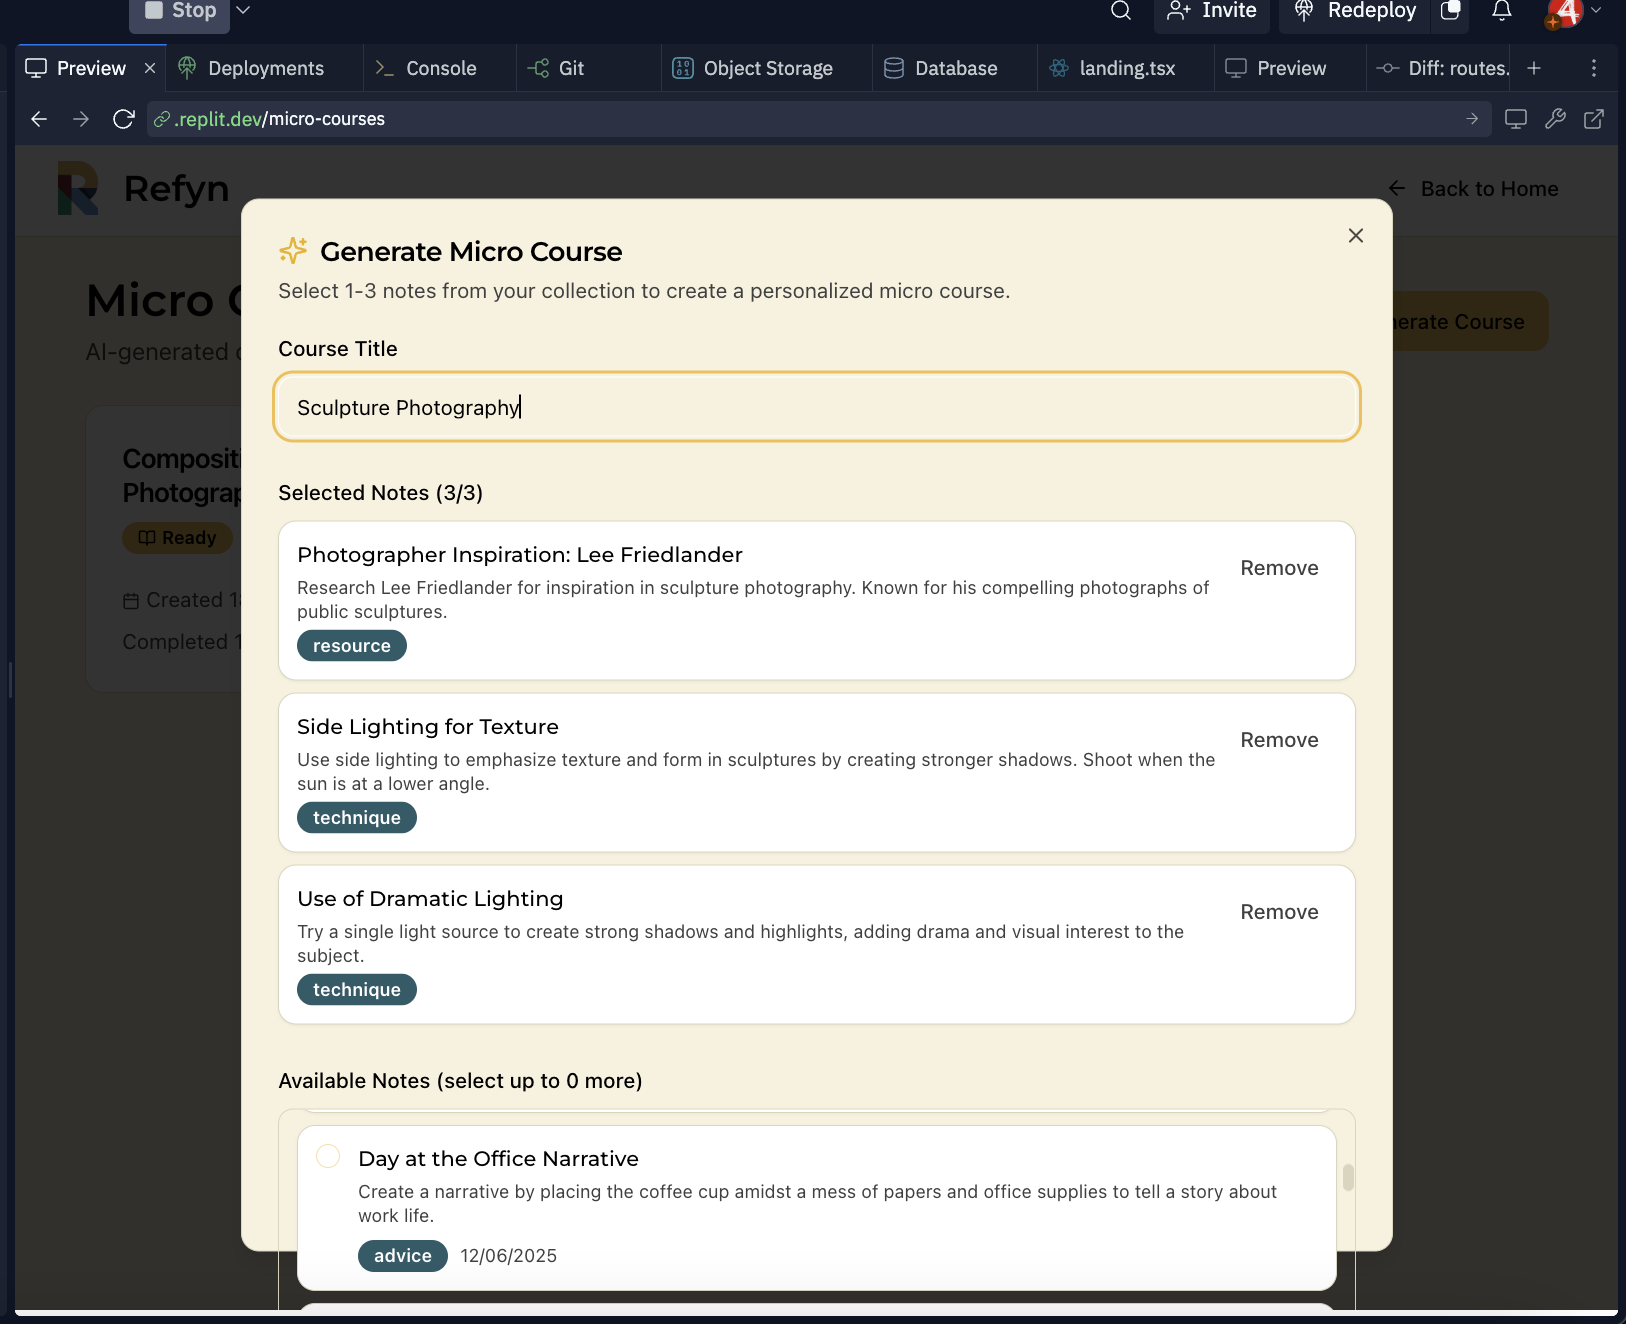 Stop
Invite
Redeploy
Preview
Deployments
Console
Git
Object Storage
Database
landing.tsx
Preview
Diff: routes.
.replit.dev/micro-courses
Refyn
Back to Home
Generate Micro Course
Select 1-3 notes from your collection to create a personalized micro course.
Micro
AI-generated
Course
Course Title
Sculpture Photography
Ready
Created
Completed
Selected Notes (3/3)
Photographer Inspiration: Lee Friedlander
Remove
Research Lee Friedlander for inspiration in sculpture photography. Known for his compelling photographs of
public sculptures.
resource
Side Lighting for Texture
Remove
Use side lighting to emphasize texture and form in sculptures by creating stronger shadows. Shoot when the
sun is at a lower angle.
technique
Use of Dramatic Lighting
Remove
Try a single light source to create strong shadows and highlights, adding drama and visual interest to the
subject.
technique
Available Notes (select up to 0 more)
Day at the Office Narrative
Create a narrative by placing the coffee cup amidst a mess of papers and office supplies to tell a story about
work life.
advice 12/06/2025